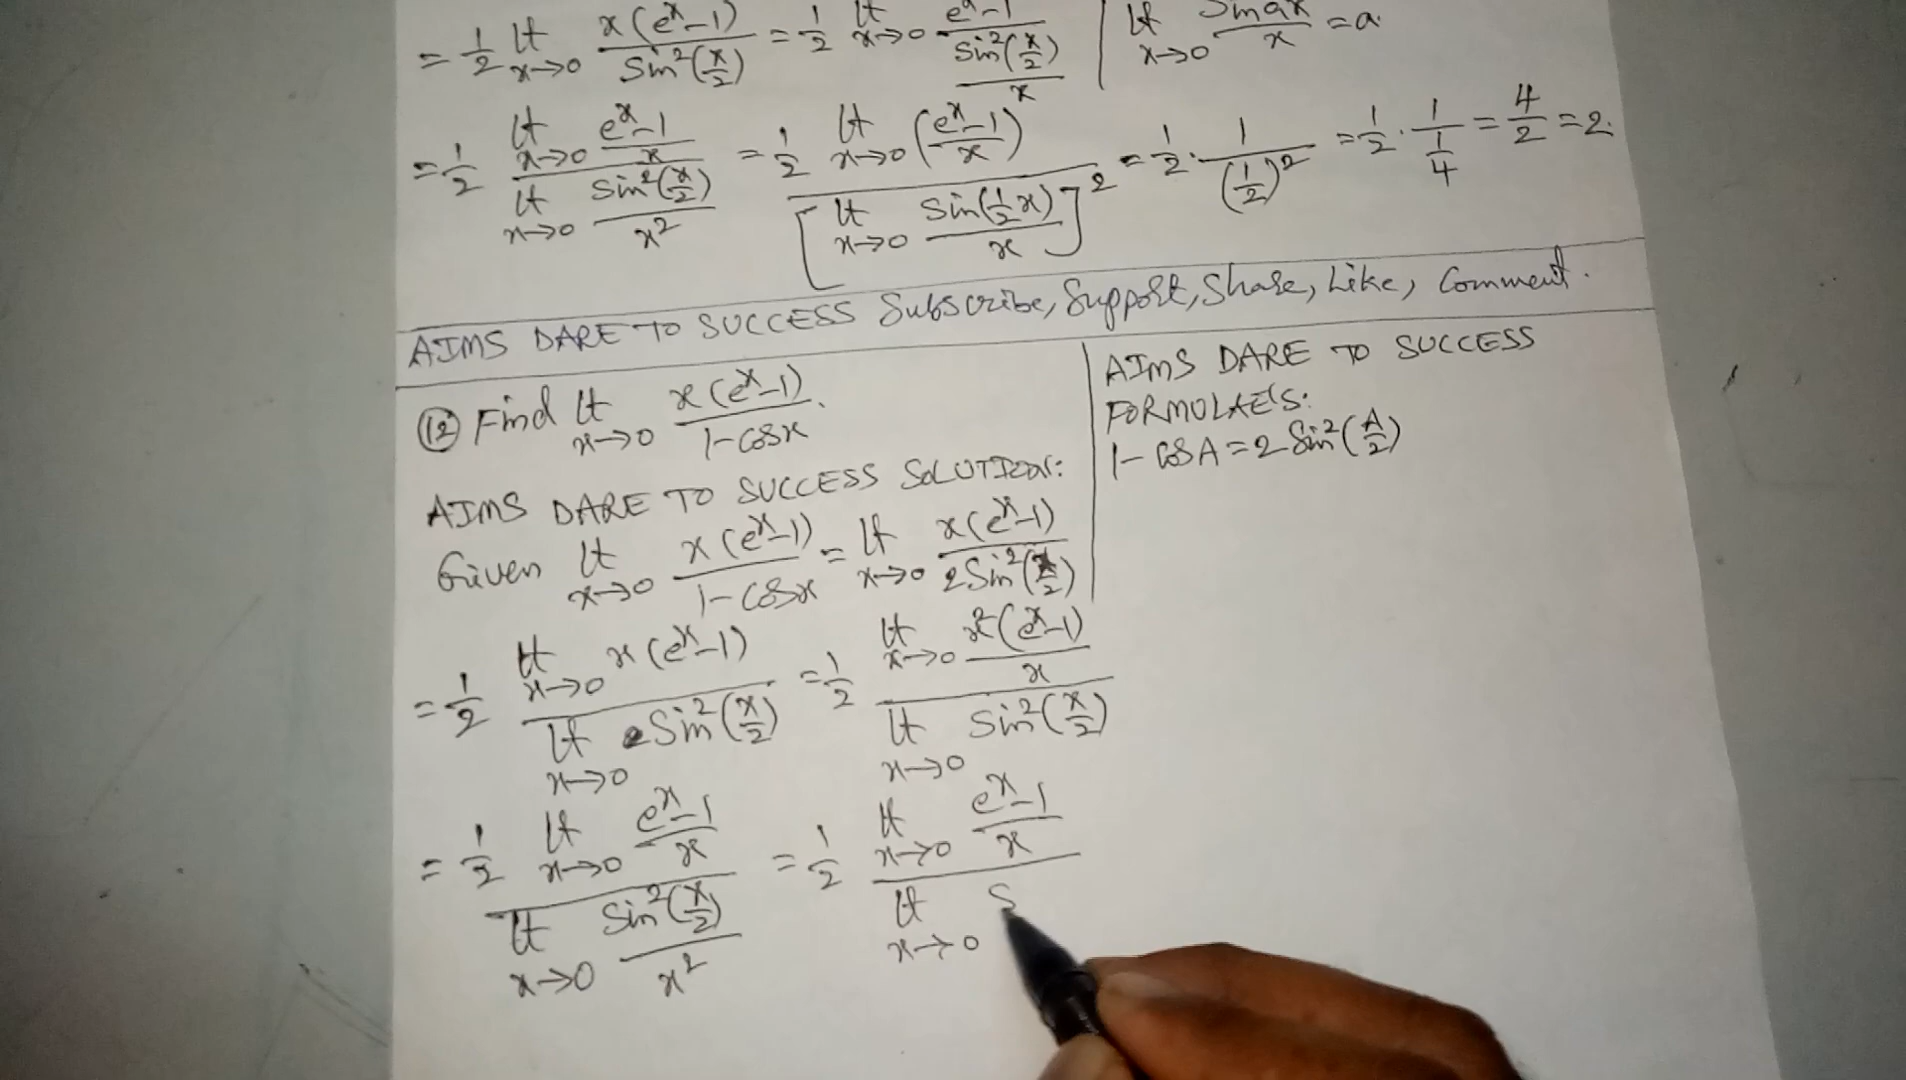 = 1/2 lt x→0 x(e^x-1)/Sin²(x/2) = 1/2 lt x→0 e^x-1/(Sin²(x/2)/x) | lt x→0 Sinax/x = a.
= 1/2 (lt x→0 e^x-1/x)/(lt x→0 Sin²(x/2)/x²) = 1/2 (lt x→0 (e^x-1/x))/[lt x→0 Sin(1/2 x)/x]² = 1/2 · 1/(1/2)² = 1/2 · 1/(1/4) = 4/2 = 2.
AIMS DARE TO SUCCESS Subscribe, Support, Share, Like, Comment.
⑫ Find lt x→0 x(e^x-1)/1-cosx.
AIMS DARE TO SUCCESS SOLUTION:
Given lt x→0 x(e^x-1)/1-cosx = lt x→0 x(e^x-1)/2Sin²(x/2)
= 1/2 (lt x→0 x(e^x-1))/(lt x→0 Sin²(x/2)) = 1/2 (lt x→0 x²(e^x-1)/x)/(lt x→0 Sin²(x/2))
= 1/2 (lt x→0 e^x-1/x)/(lt x→0 Sin²(x/2)/x²) = 1/2 (lt x→0 e^x-1/x)/(lt x→0 S
AIMS DARE TO SUCCESS
FORMULAE'S:
1-cosA = 2 Sin²(A/2)